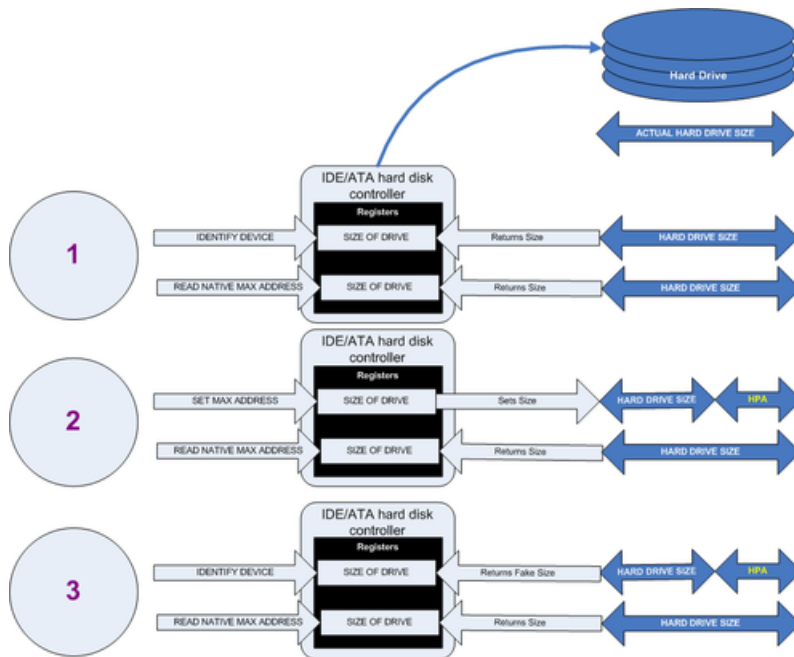 Hard Drive
ACTUAL HARD DRIVE SIZE
IDE/ATA hard disk
controller
Registers
1
IDENTIFY DEVICE
SIZE OF DRIVE
Returns Size
HARD DRIVE SIZE
READ NATIVE MAX ADDRESS
SIZE OF DRIVE
Returns Size
HARD DRIVE SIZE
IDE/ATA hard disk
controller
Registers
2
SET MAX ADDRESS
SIZE OF DRIVE
Sets Size
HARD DRIVE SIZE
HPA
READ NATIVE MAX ADDRESS
SIZE OF DRIVE
Returns Size
HARD DRIVE SIZE
IDE/ATA hard disk
controller
Registers
3
IDENTIFY DEVICE
SIZE OF DRIVE
Returns Fake Size
HARD DRIVE SIZE
HPA
READ NATIVE MAX ADDRESS
SIZE OF DRIVE
Returns Size
HARD DRIVE SIZE